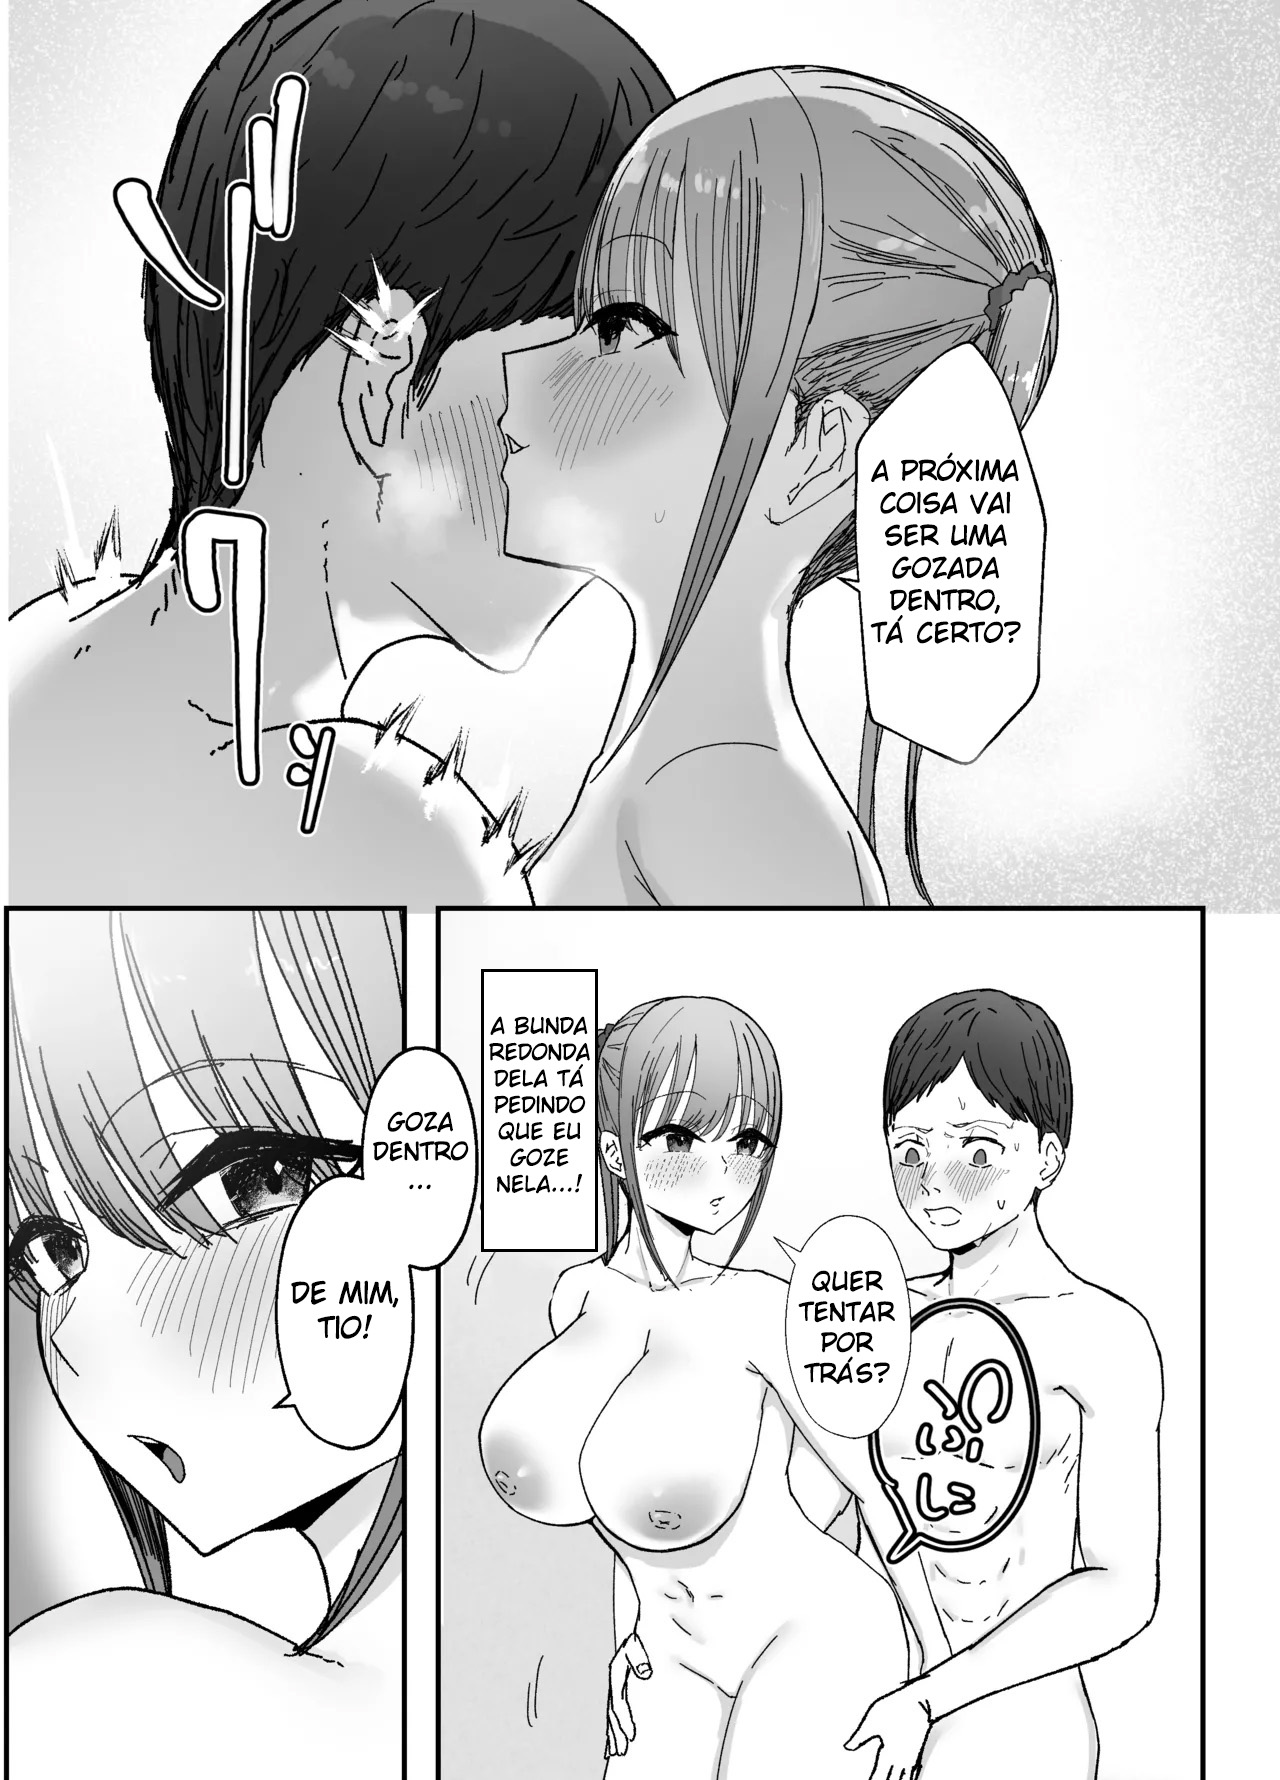 A PRÓXIMA
COISA VAI
SER UMA
GOZADA
DENTRO,
TÁ CERTO?
QUER
TENTAR
POR
TRÁS?
A BUNDA
REDONDA
DELA TÁ
PEDINDO
QUE EU
GOZE
NELA...!
GOZA
DENTRO
...
DE MIM,
TIO!